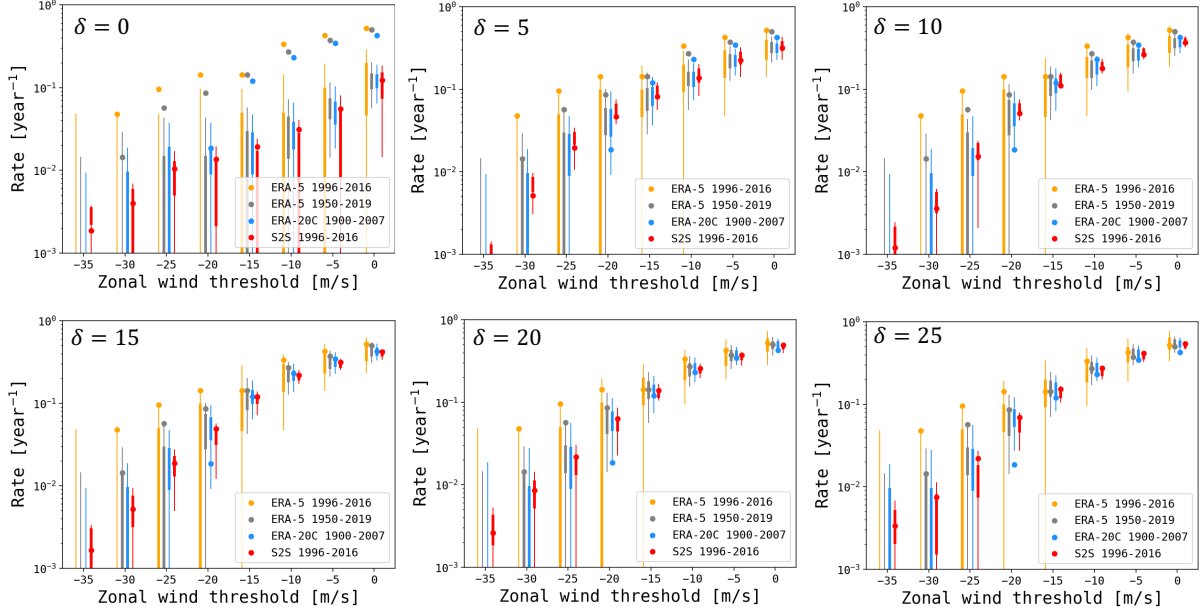 δ = 0
Rate [year⁻¹]
10⁰
10⁻¹
10⁻²
10⁻³
ERA-5 1996-2016
ERA-5 1950-2019
ERA-20C 1900-2007
S2S 1996-2016
−35 −30 −25 −20 −15 −10 −5 0
Zonal wind threshold [m/s]
δ = 5
Rate [year⁻¹]
10⁰
10⁻¹
10⁻²
10⁻³
ERA-5 1996-2016
ERA-5 1950-2019
ERA-20C 1900-2007
S2S 1996-2016
−35 −30 −25 −20 −15 −10 −5 0
Zonal wind threshold [m/s]
δ = 10
Rate [year⁻¹]
10⁰
10⁻¹
10⁻²
10⁻³
ERA-5 1996-2016
ERA-5 1950-2019
ERA-20C 1900-2007
S2S 1996-2016
−35 −30 −25 −20 −15 −10 −5 0
Zonal wind threshold [m/s]
δ = 15
Rate [year⁻¹]
10⁰
10⁻¹
10⁻²
10⁻³
ERA-5 1996-2016
ERA-5 1950-2019
ERA-20C 1900-2007
S2S 1996-2016
−35 −30 −25 −20 −15 −10 −5 0
Zonal wind threshold [m/s]
δ = 20
Rate [year⁻¹]
10⁰
10⁻¹
10⁻²
10⁻³
ERA-5 1996-2016
ERA-5 1950-2019
ERA-20C 1900-2007
S2S 1996-2016
−35 −30 −25 −20 −15 −10 −5 0
Zonal wind threshold [m/s]
δ = 25
Rate [year⁻¹]
10⁰
10⁻¹
10⁻²
10⁻³
ERA-5 1996-2016
ERA-5 1950-2019
ERA-20C 1900-2007
S2S 1996-2016
−35 −30 −25 −20 −15 −10 −5 0
Zonal wind threshold [m/s]